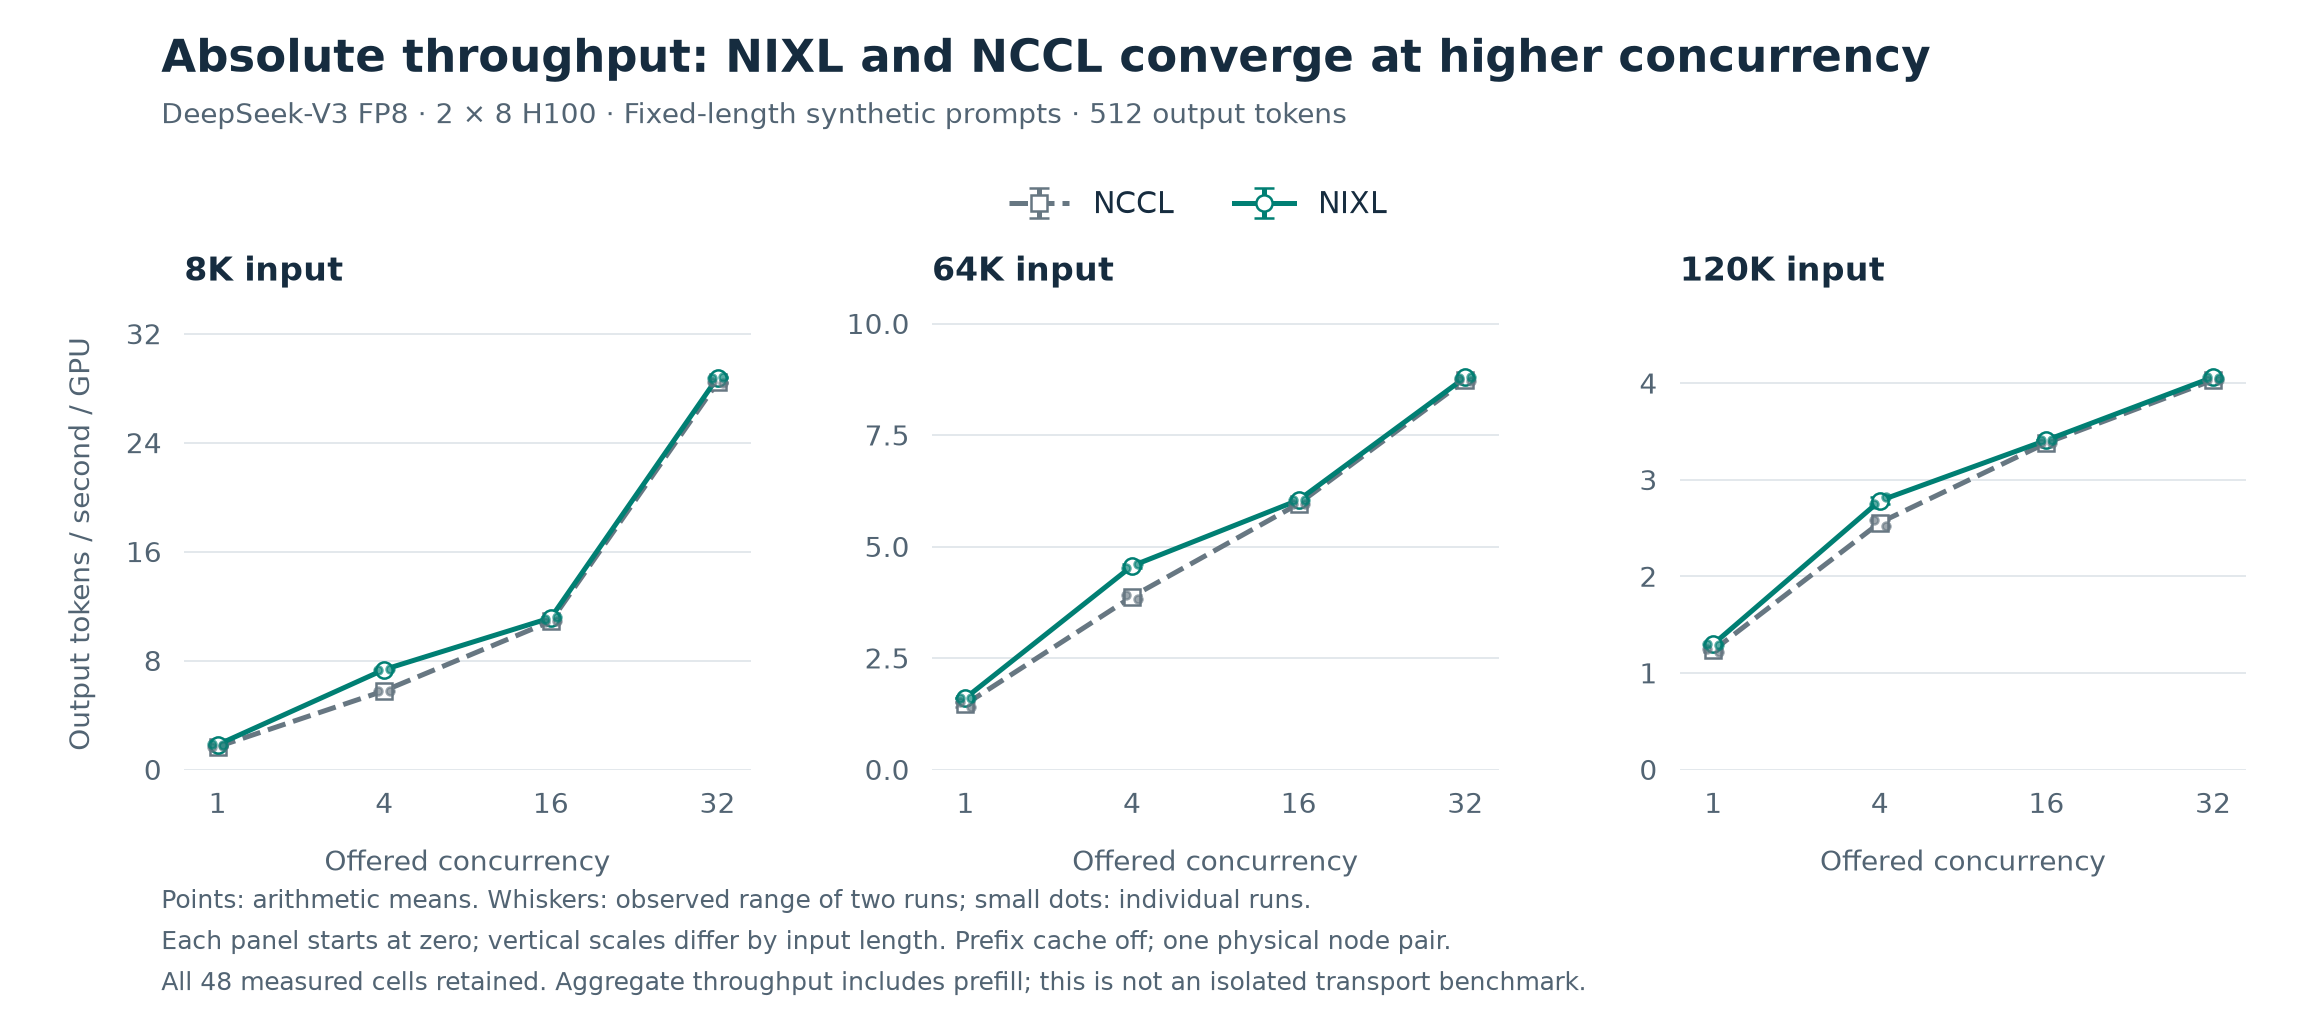 Absolute throughput: NIXL and NCCL converge at higher concurrency
DeepSeek-V3 FP8 · 2 × 8 H100 · Fixed-length synthetic prompts · 512 output tokens
NCCL
NIXL
8K input
Output tokens / second / GPU
32
24
16
8
0
1
4
16
32
Offered concurrency
64K input
10.0
7.5
5.0
2.5
0.0
1
4
16
32
Offered concurrency
120K input
4
3
2
1
0
1
4
16
32
Offered concurrency
Points: arithmetic means. Whiskers: observed range of two runs; small dots: individual runs.
Each panel starts at zero; vertical scales differ by input length. Prefix cache off; one physical node pair.
All 48 measured cells retained. Aggregate throughput includes prefill; this is not an isolated transport benchmark.